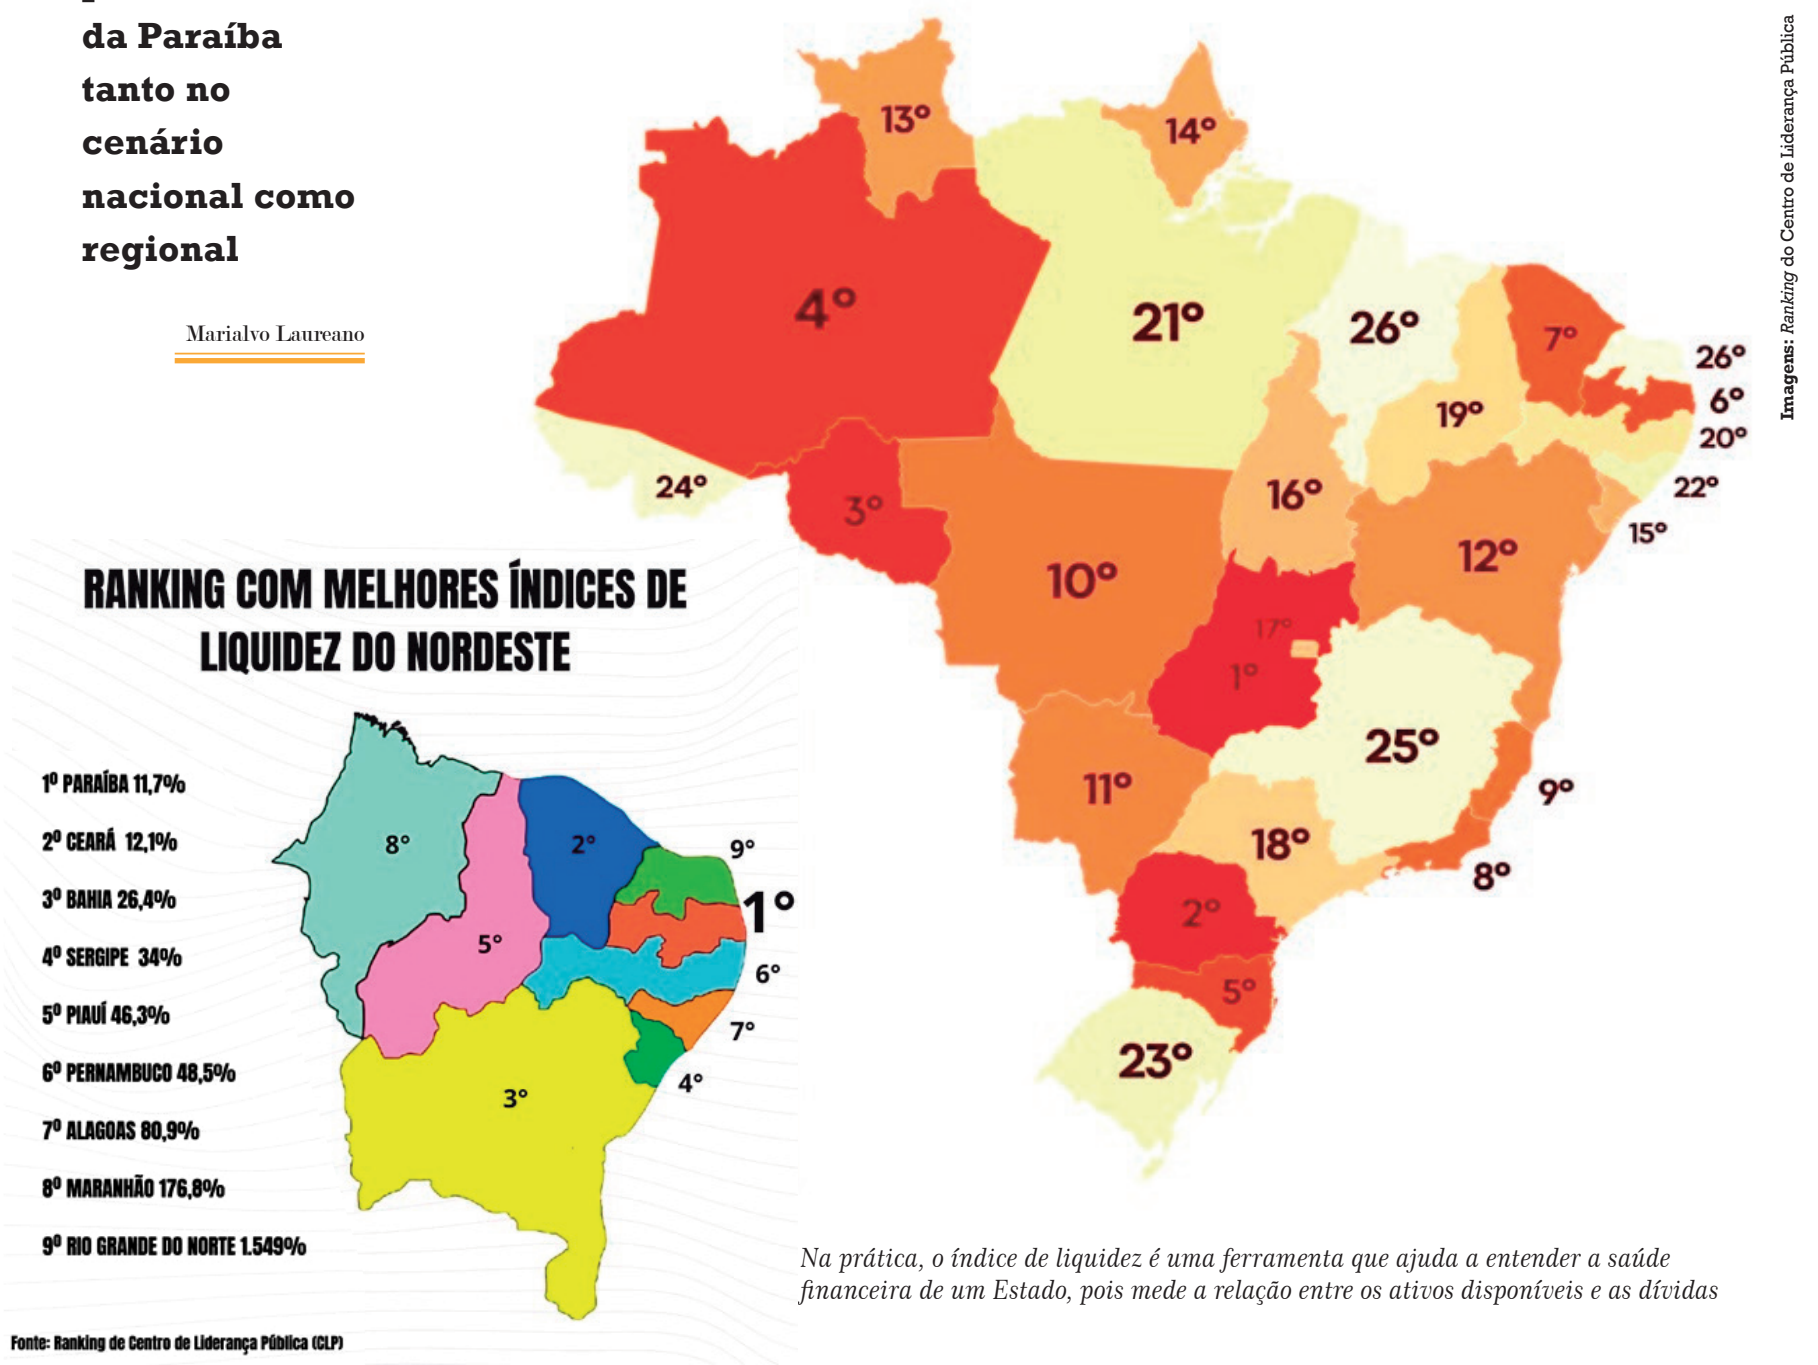 da Paraíba
tanto no
cenário
nacional como
regional
Marialvo Laureano
Imagens: Ranking do Centro de Liderança Pública
13º
14º
4º
21º
26º
7º
26º
6º
19º
20º
24º
3º
16º
22º
15º
10º
12º
17º
1º
25º
11º
9º
18º
8º
2º
5º
23º
RANKING COM MELHORES ÍNDICES DE
LIQUIDEZ DO NORDESTE
1º PARAÍBA 11,7%
2º CEARÁ 12,1%
3º BAHIA 26,4%
4º SERGIPE 34%
5º PIAUÍ 46,3%
6º PERNAMBUCO 48,5%
7º ALAGOAS 80,9%
8º MARANHÃO 176,8%
9º RIO GRANDE DO NORTE 1.549%
8°
2°
9°
1°
5°
6°
7°
4°
3°
Fonte: Ranking de Centro de Liderança Pública (CLP)
Na prática, o índice de liquidez é uma ferramenta que ajuda a entender a saúde
financeira de um Estado, pois mede a relação entre os ativos disponíveis e as dívidas